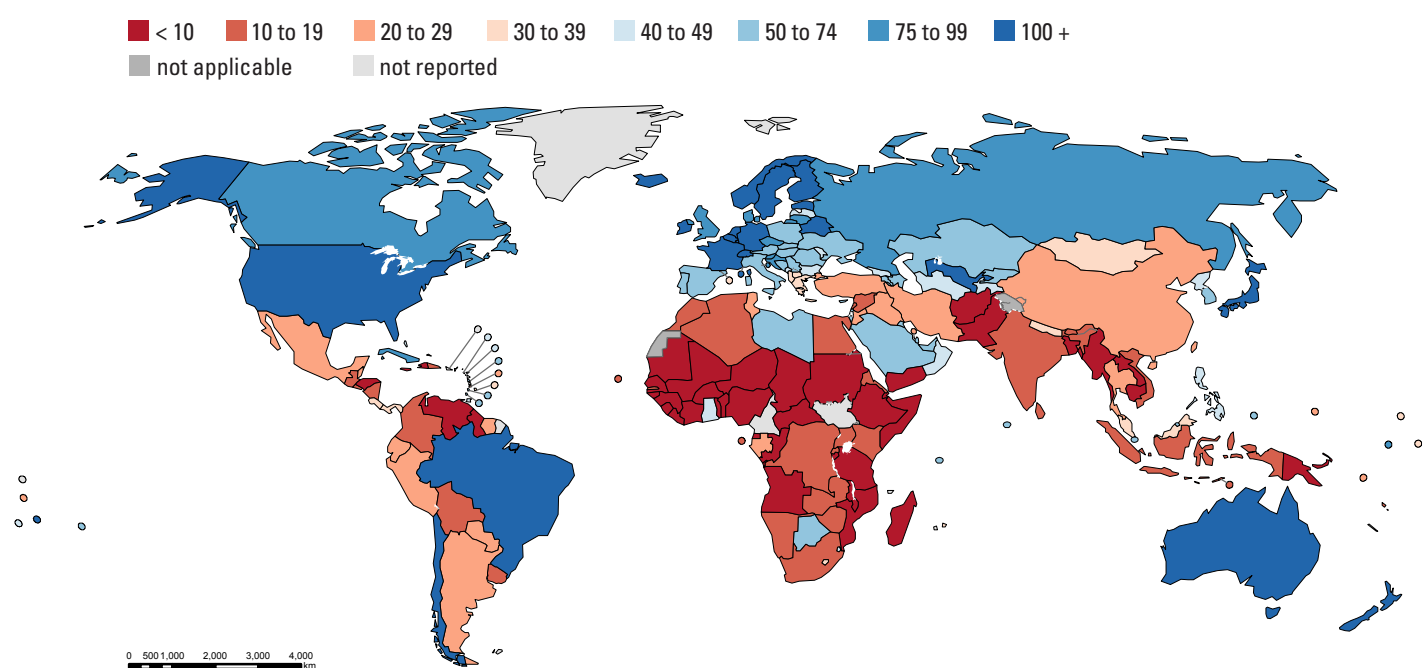 < 10 10 to 19 20 to 29 30 to 39 40 to 49 50 to 74 75 to 99 100 +
not applicable not reported
0 500 1,000 2,000 3,000 4,000
km